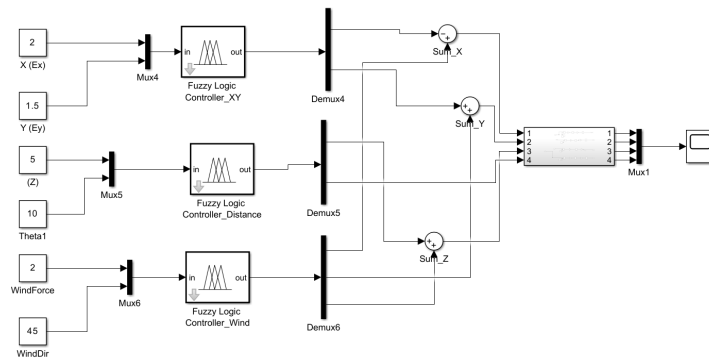 2
X (Ex)
1.5
Y (Ey)
5
(Z)
10
Theta1
2
WindForce
45
WindDir
Mux4
Mux5
Mux6
in out
Fuzzy Logic
Controller_XY
in out
Fuzzy Logic
Controller_Distance
in out
Fuzzy Logic
Controller_Wind
Demux4
Demux5
Demux6
Sum_X
Sum_Y
Sum_Z
1 1
2 2
3 3
4 4
Mux1